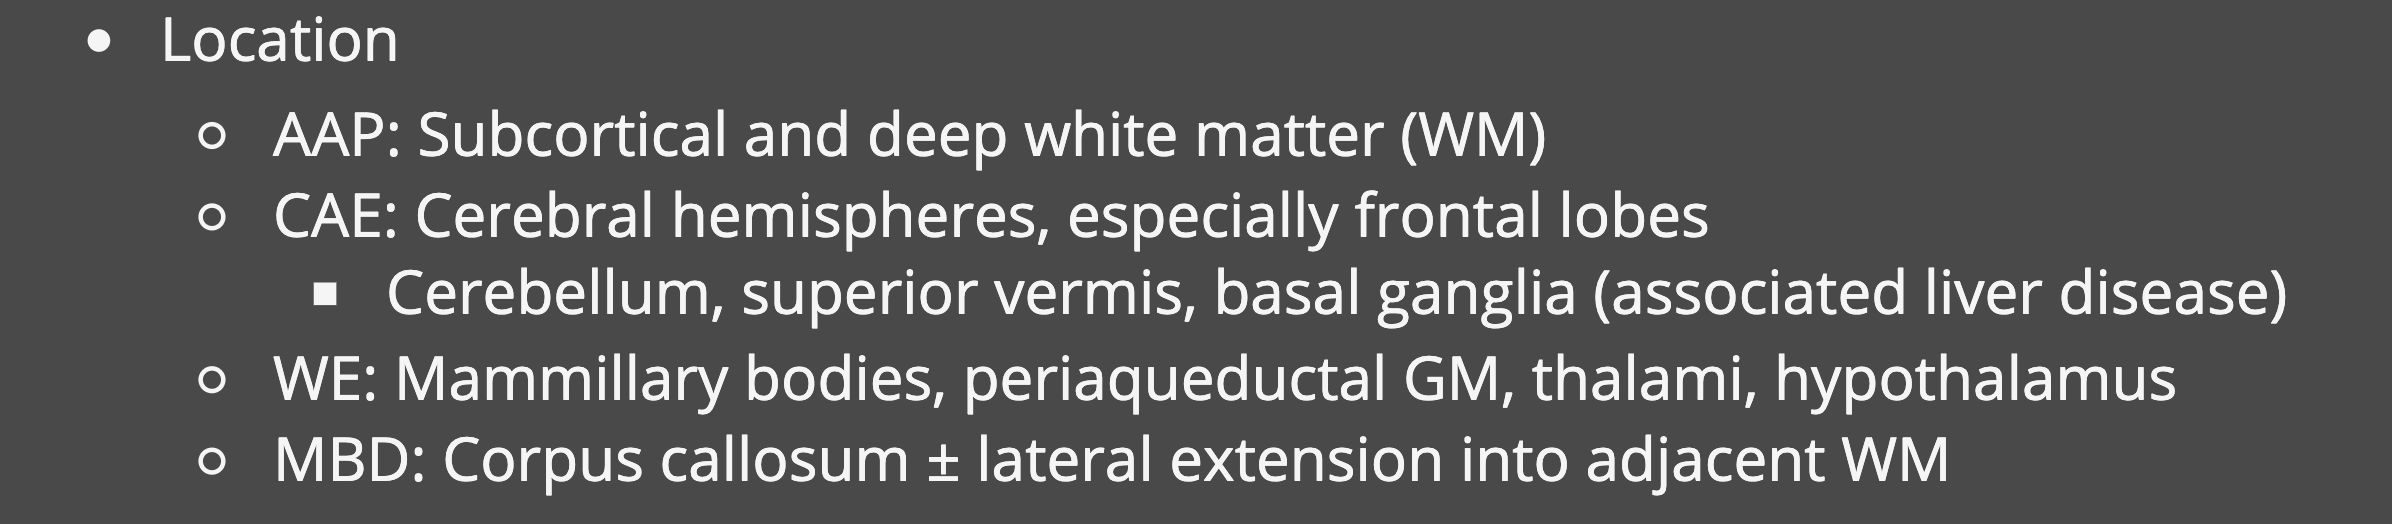 • Location
○ AAP: Subcortical and deep white matter (WM)
○ CAE: Cerebral hemispheres, especially frontal lobes
▪ Cerebellum, superior vermis, basal ganglia (associated liver disease)
○ WE: Mammillary bodies, periaqueductal GM, thalami, hypothalamus
○ MBD: Corpus callosum ± lateral extension into adjacent WM